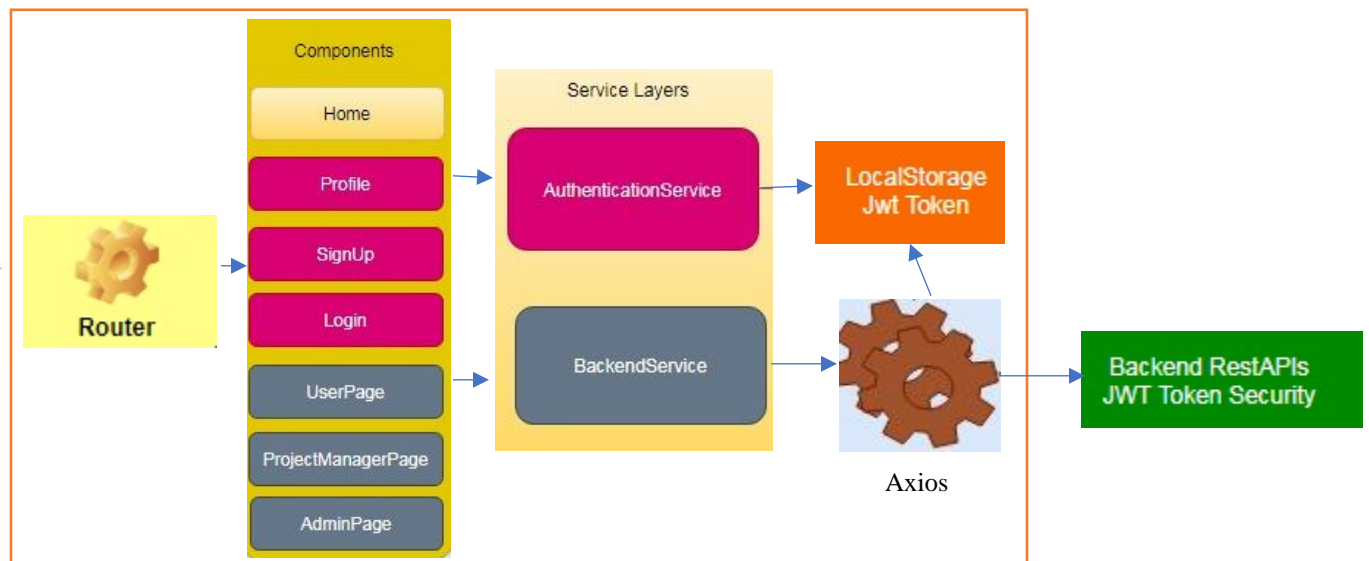 Components
Home
Profile
SignUp
Login
UserPage
ProjectManagerPage
AdminPage
Router
Service Layers
AuthenticationService
BackendService
LocalStorage
Jwt Token
Axios
Backend RestAPIs
JWT Token Security